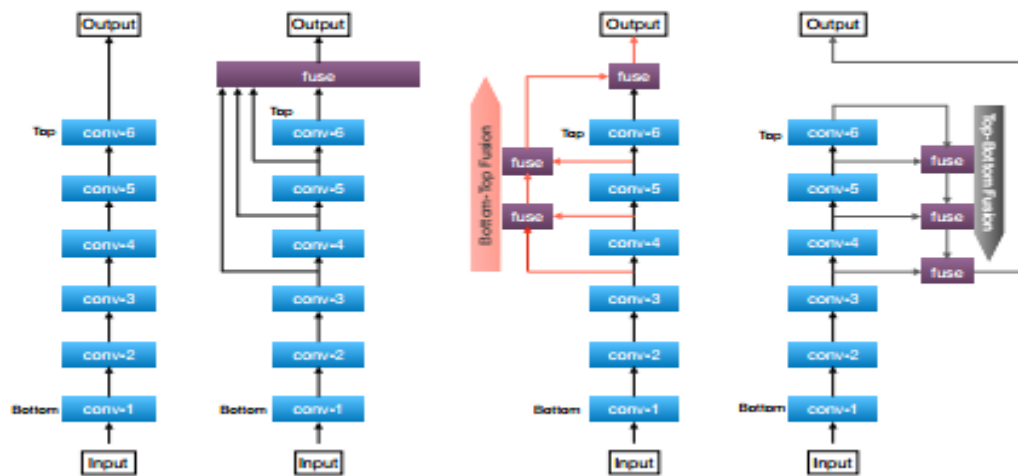 Output
Top
conv-6
conv-5
conv-4
conv-3
conv-2
Bottom
conv-1
Input
Output
fuse
Top
conv-6
conv-5
conv-4
conv-3
conv-2
Bottom
conv-1
Input
Output
fuse
Bottom-Top Fusion
Top
conv-6
fuse
conv-5
fuse
conv-4
conv-3
conv-2
Bottom
conv-1
Input
Output
Top
conv-6
Top-Bottom Fusion
fuse
conv-5
fuse
conv-4
fuse
conv-3
conv-2
Bottom
conv-1
Input